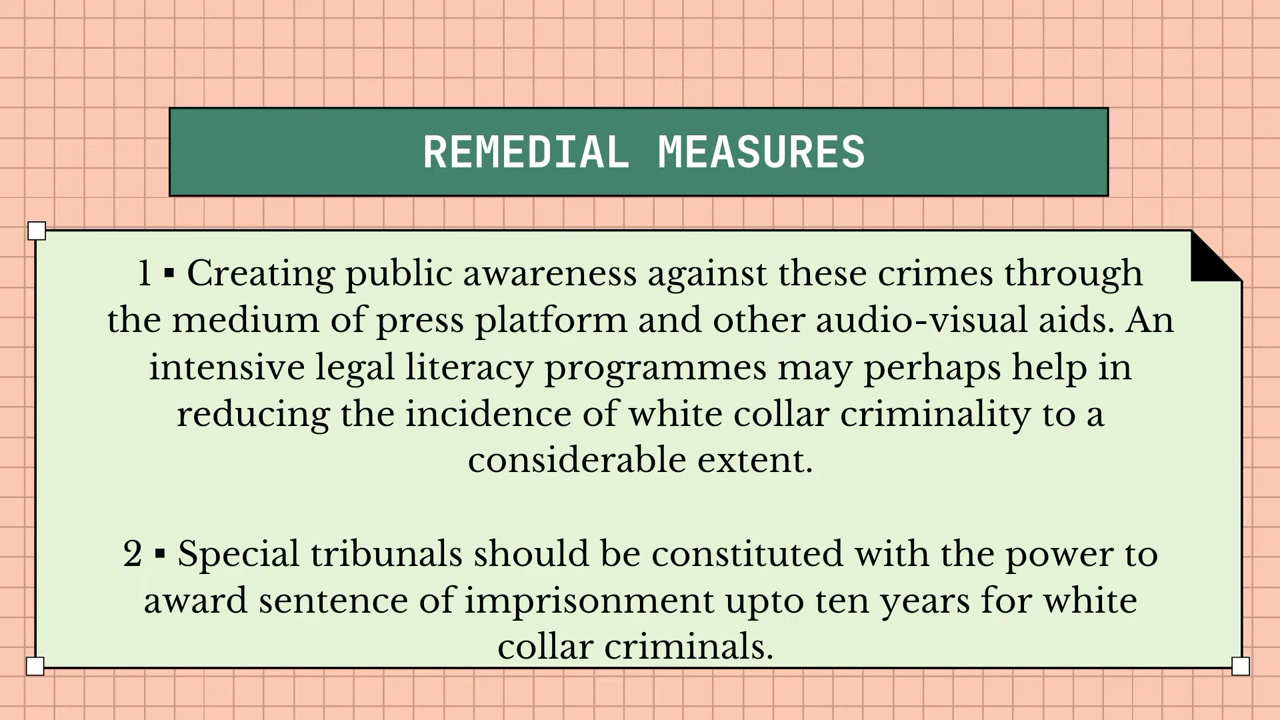 REMEDIAL MEASURES
1 ▪ Creating public awareness against these crimes through
the medium of press platform and other audio-visual aids. An
intensive legal literacy programmes may perhaps help in
reducing the incidence of white collar criminality to a
considerable extent.
2 ▪ Special tribunals should be constituted with the power to
award sentence of imprisonment upto ten years for white
collar criminals.